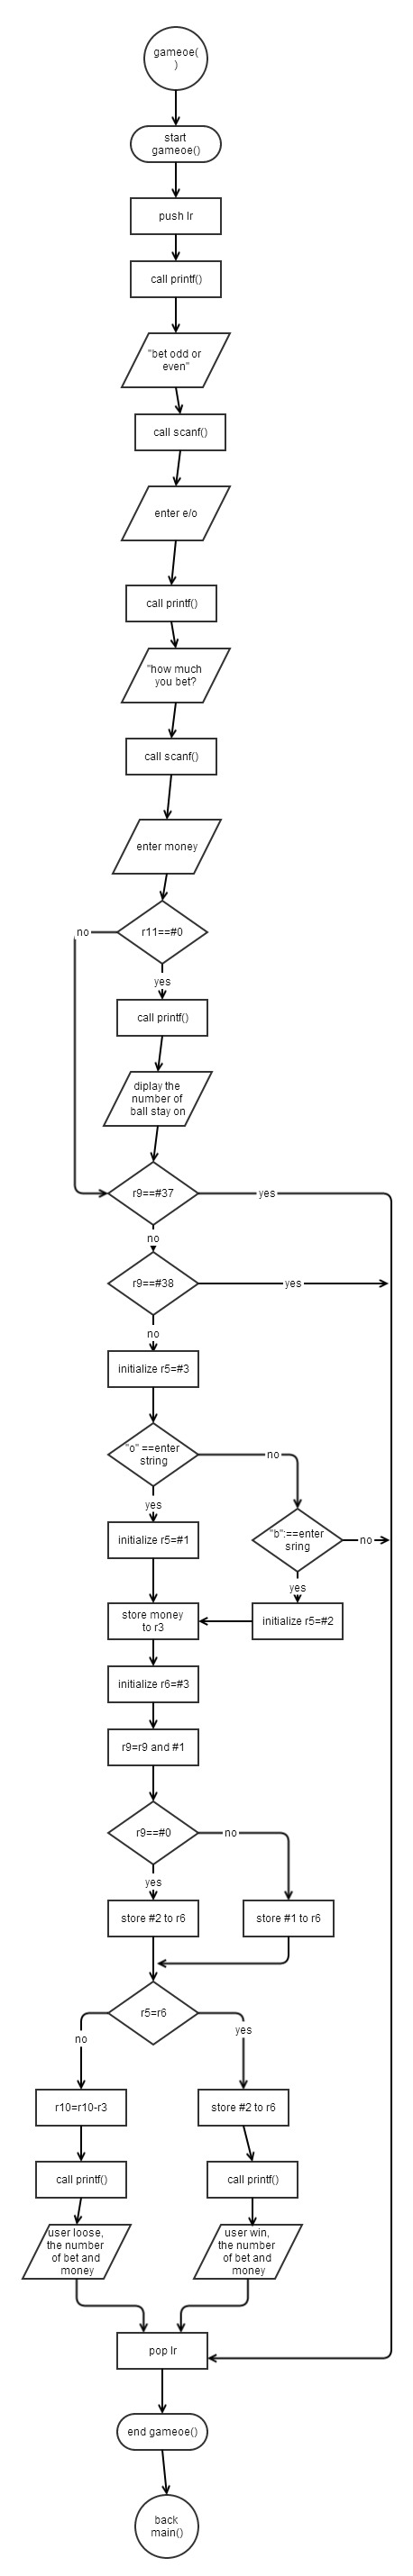 gameoe(
)
start
gameoe()
push lr
call printf()
"bet odd or
even"
call scanf()
enter e/o
call printf()
"how much
you bet?
call scanf()
enter money
r11==#0
no
yes
call printf()
diplay the
number of
ball stay on
r9==#37
yes
no
r9==#38
yes
no
initialize r5=#3
"o" ==enter
string
no
yes
"b":==enter
sring
no
yes
initialize r5=#1
store money
to r3
initialize r5=#2
initialize r6=#3
r9=r9 and #1
r9==#0
no
yes
store #2 to r6
store #1 to r6
r5=r6
no
yes
r10=r10-r3
store #2 to r6
call printf()
call printf()
user loose,
the number
of bet and
money
user win,
the number
of bet and
money
pop lr
end gameoe()
back
main()